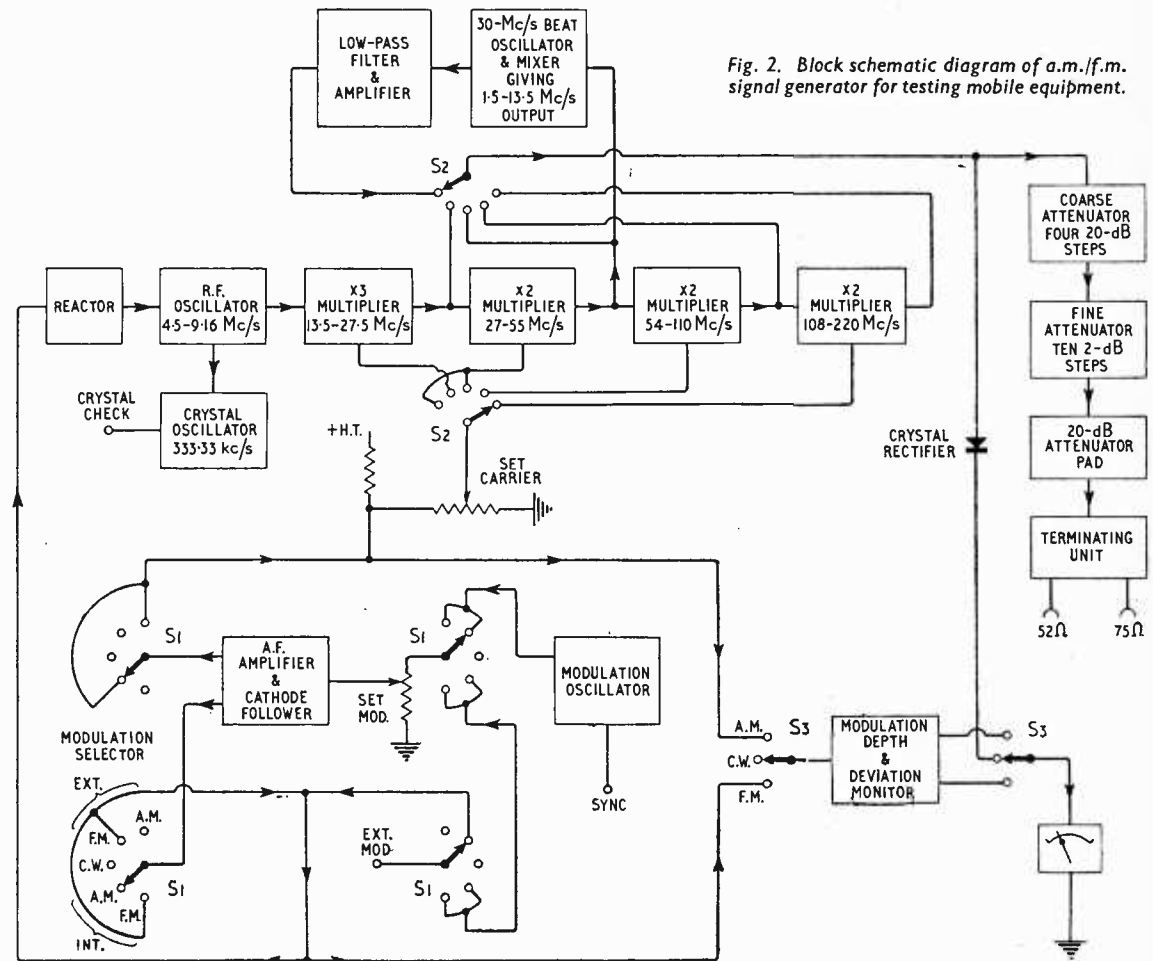 LOW-PASS
FILTER
&
AMPLIFIER
30-Mc/s BEAT
OSCILLATOR
& MIXER
GIVING
1·5-13·5 Mc/s
OUTPUT
Fig. 2. Block schematic diagram of a.m./f.m.
signal generator for testing mobile equipment.
S2
COARSE
ATTENUATOR
FOUR 20-dB
STEPS
REACTOR
R.F.
OSCILLATOR
4·5-9·16 Mc/s
X3
MULTIPLIER
13·5-27·5 Mc/s
X2
MULTIPLIER
27-55 Mc/s
X2
MULTIPLIER
54-110 Mc/s
X2
MULTIPLIER
108-220 Mc/s
FINE
ATTENUATOR
TEN 2-dB
STEPS
CRYSTAL
CHECK
CRYSTAL
OSCILLATOR
333·33 kc/s
S2
+H.T.
SET
CARRIER
CRYSTAL
RECTIFIER
20-dB
ATTENUATOR
PAD
TERMINATING
UNIT
52Ω
75Ω
S1
A.F.
AMPLIFIER
&
CATHODE
FOLLOWER
SET
MOD.
S1
MODULATION
OSCILLATOR
SYNC
MODULATION
SELECTOR
A.M.
C.W.
F.M.
S3
MODULATION
DEPTH
&
DEVIATION
MONITOR
S3
EXT.
A.M.
F.M.
C.W.
A.M.
F.M.
INT.
S1
EXT.
MOD
S1